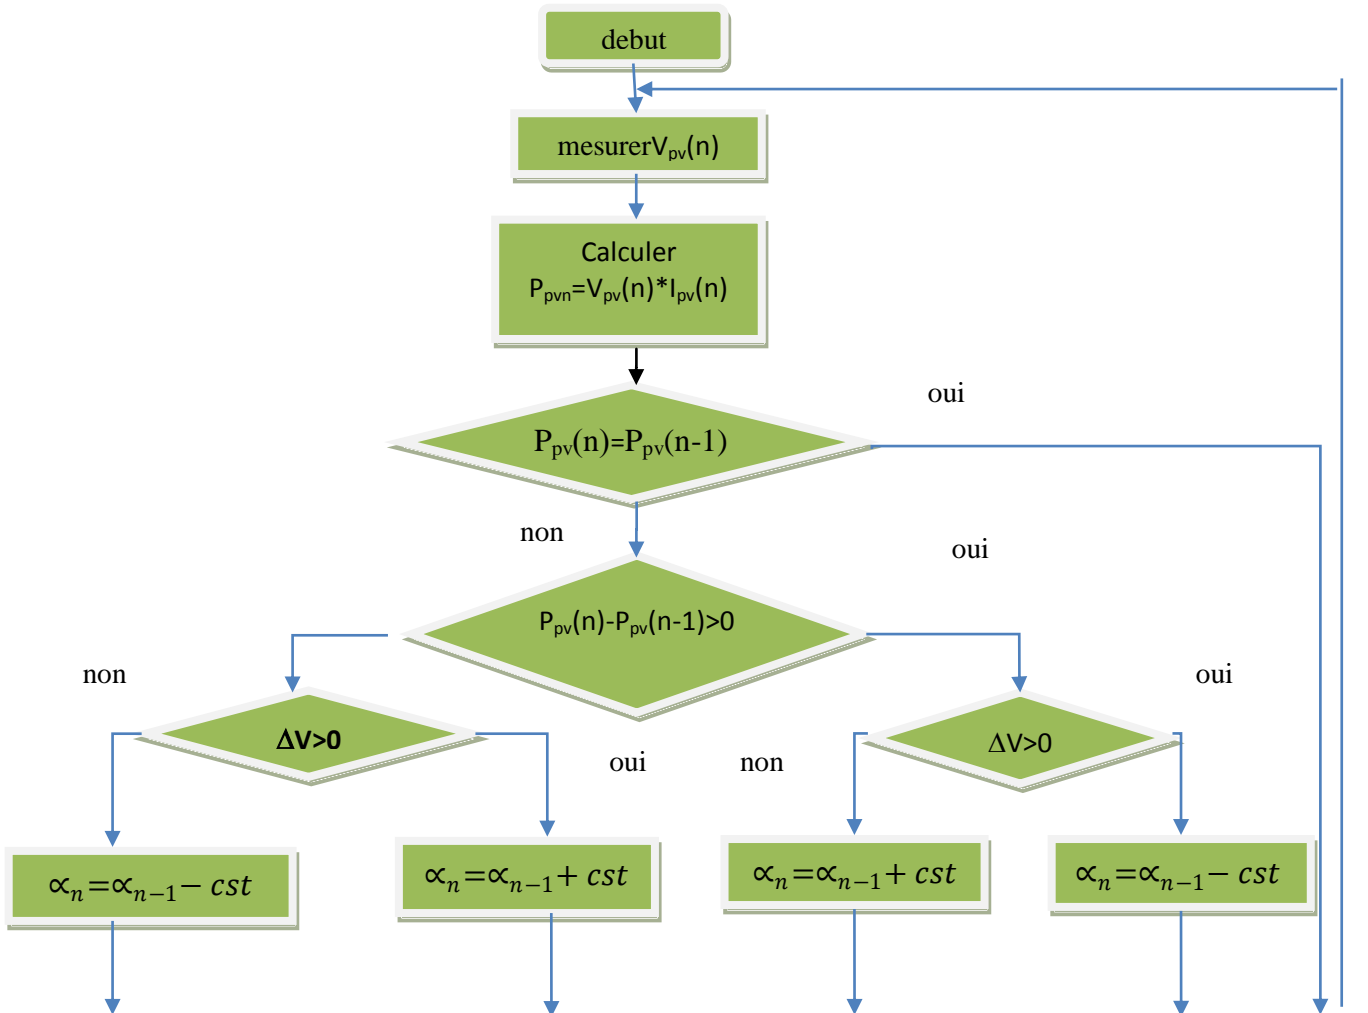 debut
mesurerVpv(n)
Calculer
Ppvn=Vpv(n)*Ipv(n)
oui
Ppv(n)=Ppv(n-1)
non
oui
Ppv(n)-Ppv(n-1)>0
non
oui
ΔV>0
ΔV>0
oui
non
∝n=∝n−1− cst
∝n=∝n−1+ cst
∝n=∝n−1+ cst
∝n=∝n−1− cst